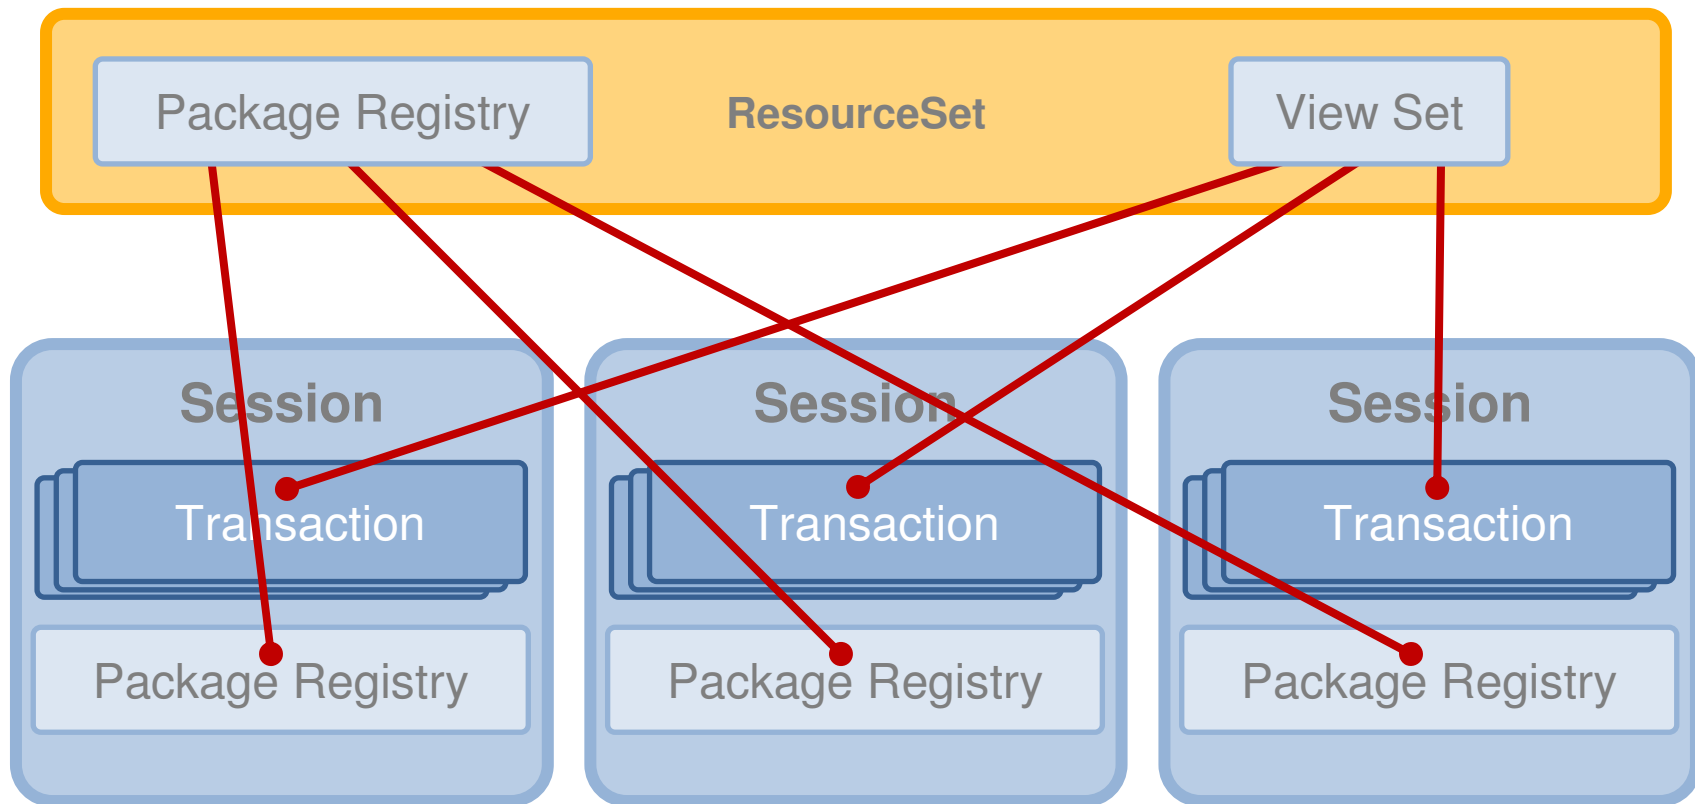 Package Registry
ResourceSet
View Set
Session
Session
Session
Transaction
Transaction
Transaction
Package Registry
Package Registry
Package Registry